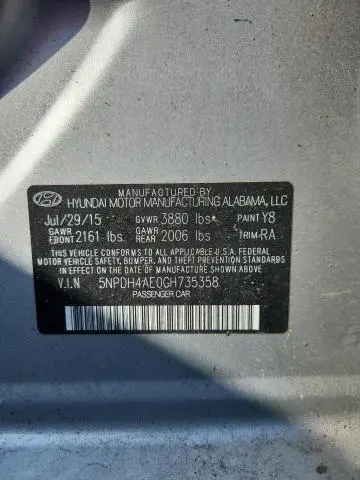 MANUFACTURED BY
HYUNDAI MOTOR MANUFACTURING ALABAMA, LLC
Jul/29/15 GVWR 3880 lbs* PAINT Y8
GAWR FRONT 2161 lbs GAWR REAR 2006 lbs TRIM-RA
THIS VEHICLE CONFORMS TO ALL APPLICABLE U.S.A. FEDERAL
MOTOR VEHICLE SAFETY, BUMPER, AND THEFT PREVENTION STANDARDS
IN EFFECT ON THE DATE OF MANUFACTURE SHOWN ABOVE.
V.I.N 5NPDH4AE0GH735358
PASSENGER CAR